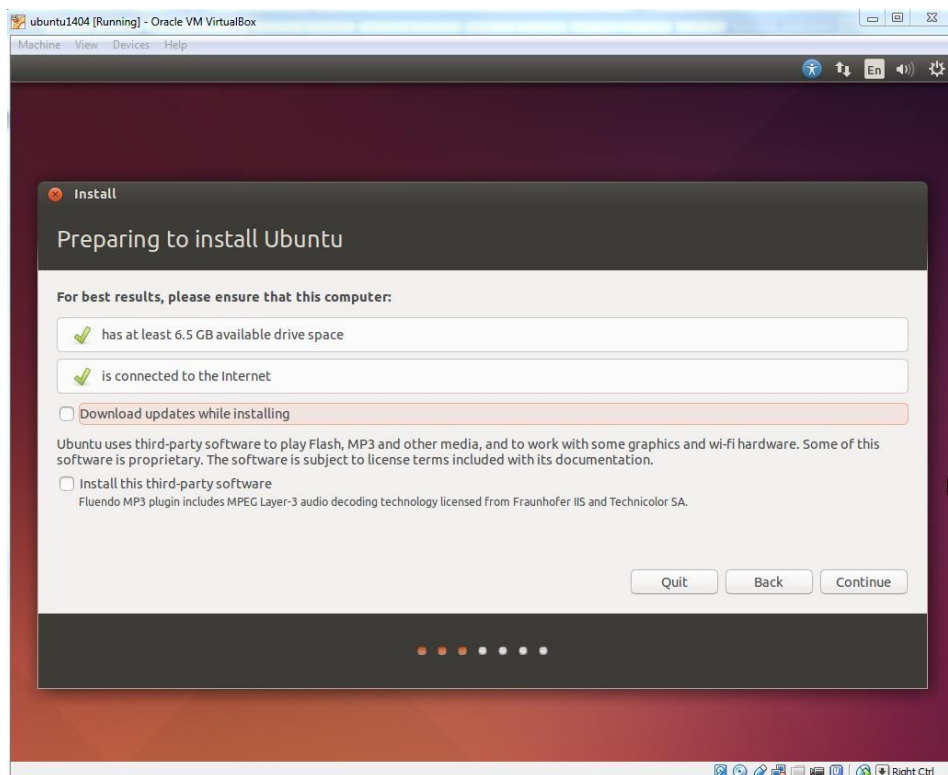 ubuntu1404 [Running] - Oracle VM VirtualBox
Machine View Devices Help
En
Install
Preparing to install Ubuntu
For best results, please ensure that this computer:
has at least 6.5 GB available drive space
is connected to the Internet
Download updates while installing
Ubuntu uses third-party software to play Flash, MP3 and other media, and to work with some graphics and wi-fi hardware. Some of this
software is proprietary. The software is subject to license terms included with its documentation.
Install this third-party software
Fluendo MP3 plugin includes MPEG Layer-3 audio decoding technology licensed from Fraunhofer IIS and Technicolor SA.
Quit Back Continue
Right Ctrl